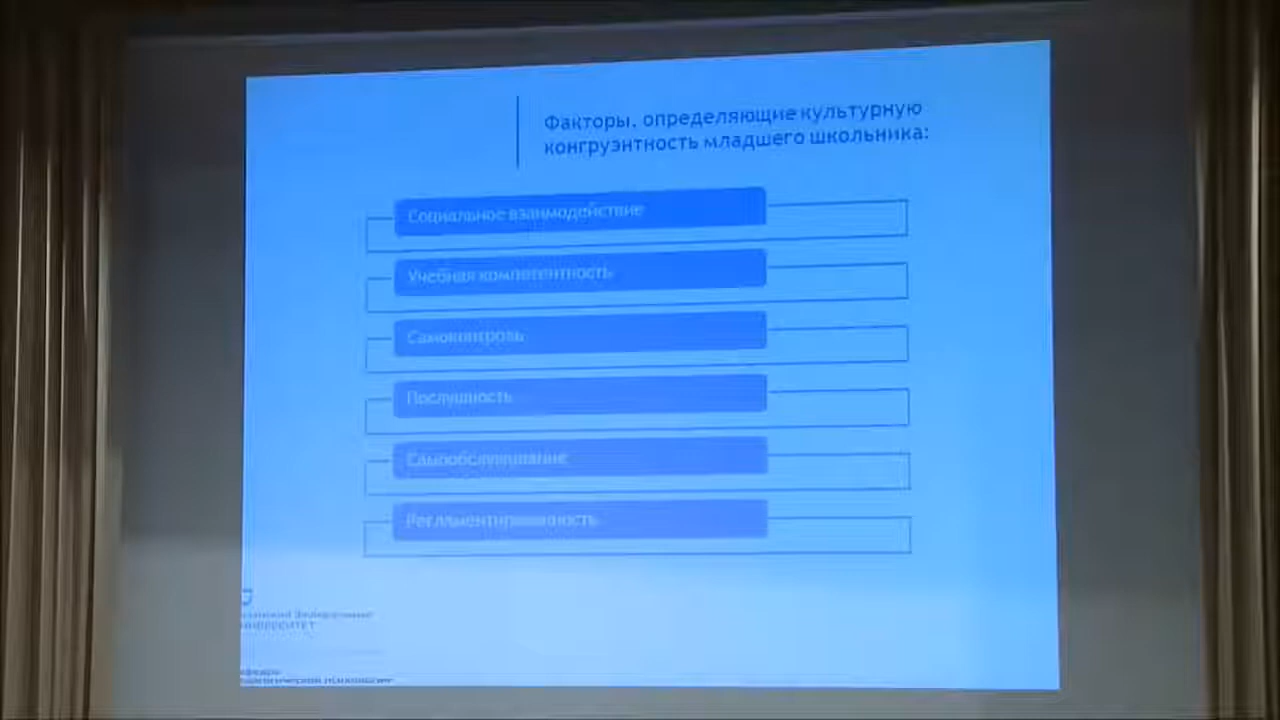 Факторы, определяющие культурную
конгруэнтность младшего школьника:
Социальное взаимодействие
Учебная компетентность
Самоконтроль
Послушность
Самообслуживание
Регламентированность